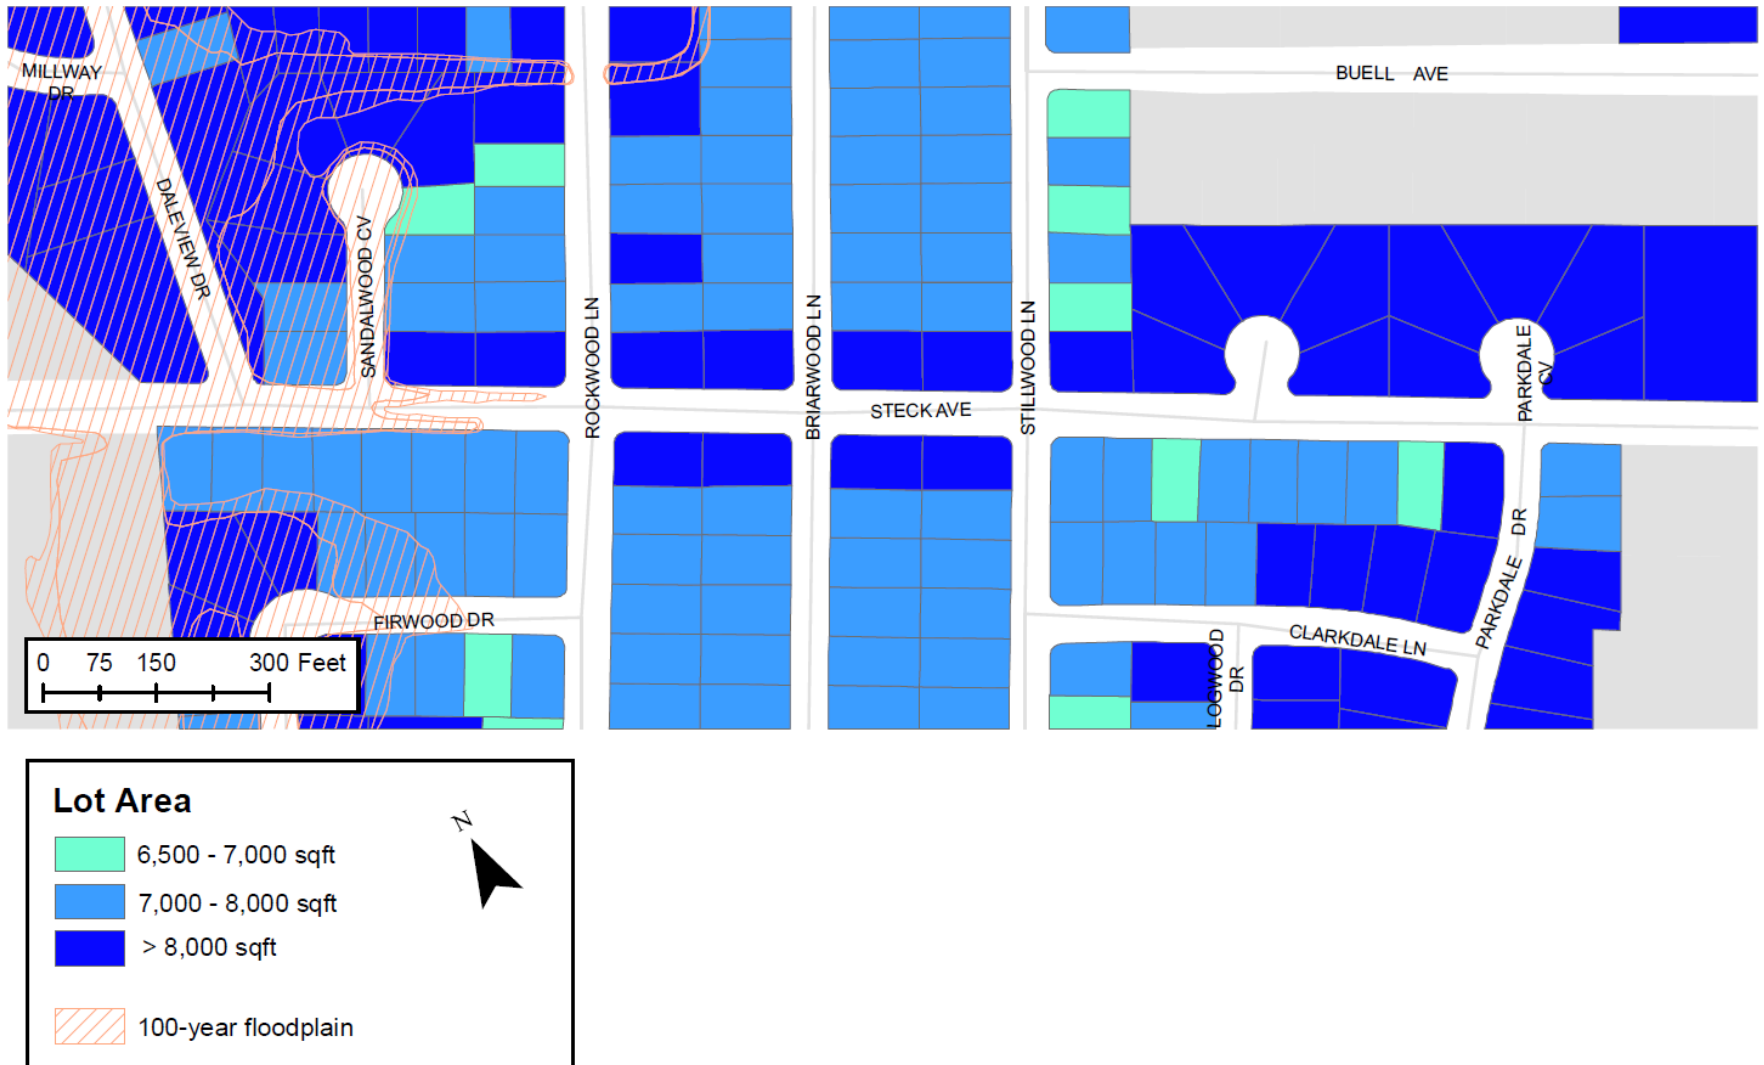 MILLWAY
DR
BUELL AVE
DALEVIEW DR
SANDALWOOD CV
ROCKWOOD LN
BRIARWOOD LN
STILLWOOD LN
STECK AVE
PARKDALE
CV
PARKDALE DR
FIRWOOD DR
CLARKDALE LN
LOGWOOD
DR
0 75 150 300 Feet
Lot Area
N
6,500 - 7,000 sqft
7,000 - 8,000 sqft
> 8,000 sqft
100-year floodplain